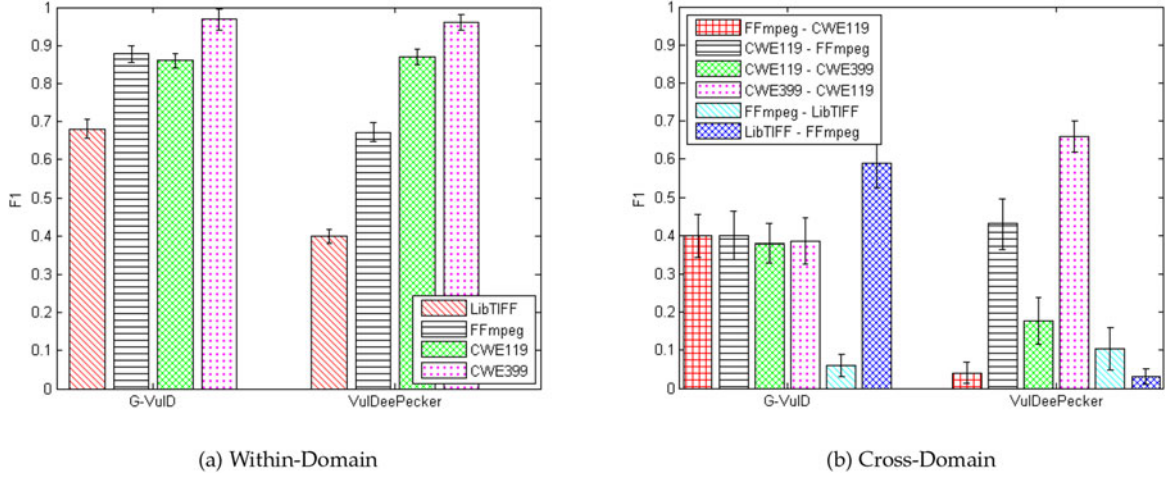 1
0.9
0.8
0.7
0.6
0.5
0.4
0.3
0.2
0.1
0
F1
G-VulD
VulDeePecker
LibTIFF
FFmpeg
CWE119
CWE399
(a) Within-Domain
1
0.9
0.8
0.7
0.6
0.5
0.4
0.3
0.2
0.1
0
F1
FFmpeg - CWE119
CWE119 - FFmpeg
CWE119 - CWE399
CWE399 - CWE119
FFmpeg - LibTIFF
LibTIFF - FFmpeg
G-VulD
VulDeePecker
(b) Cross-Domain